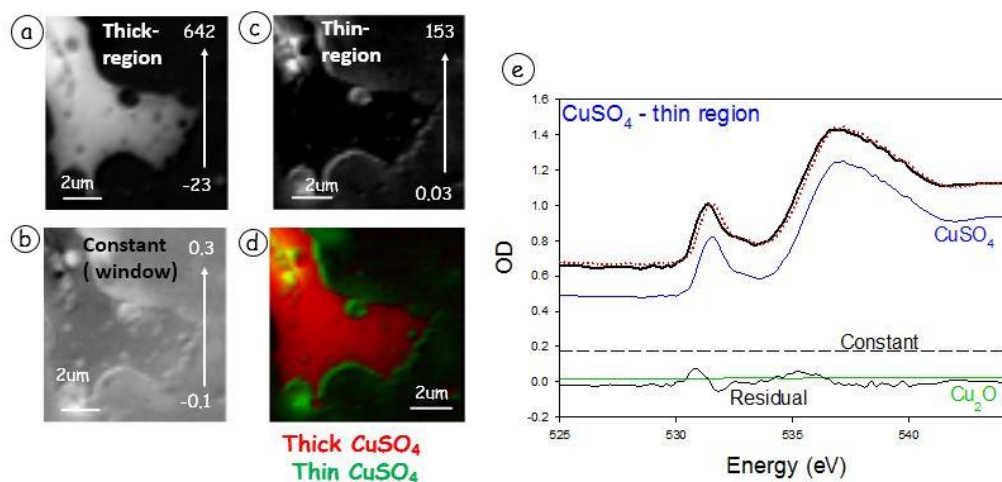 a
Thick-
region
642
-23
2um
c
Thin-
region
153
0.03
2um
b
Constant
( window)
0.3
-0.1
2um
d
2um
Thick CuSO4
Thin CuSO4
e
CuSO4 - thin region
1.6
1.4
1.2
1.0
0.8
0.6
0.4
0.2
0.0
-0.2
OD
CuSO4
Constant
Residual
Cu2O
525
530
535
540
Energy (eV)